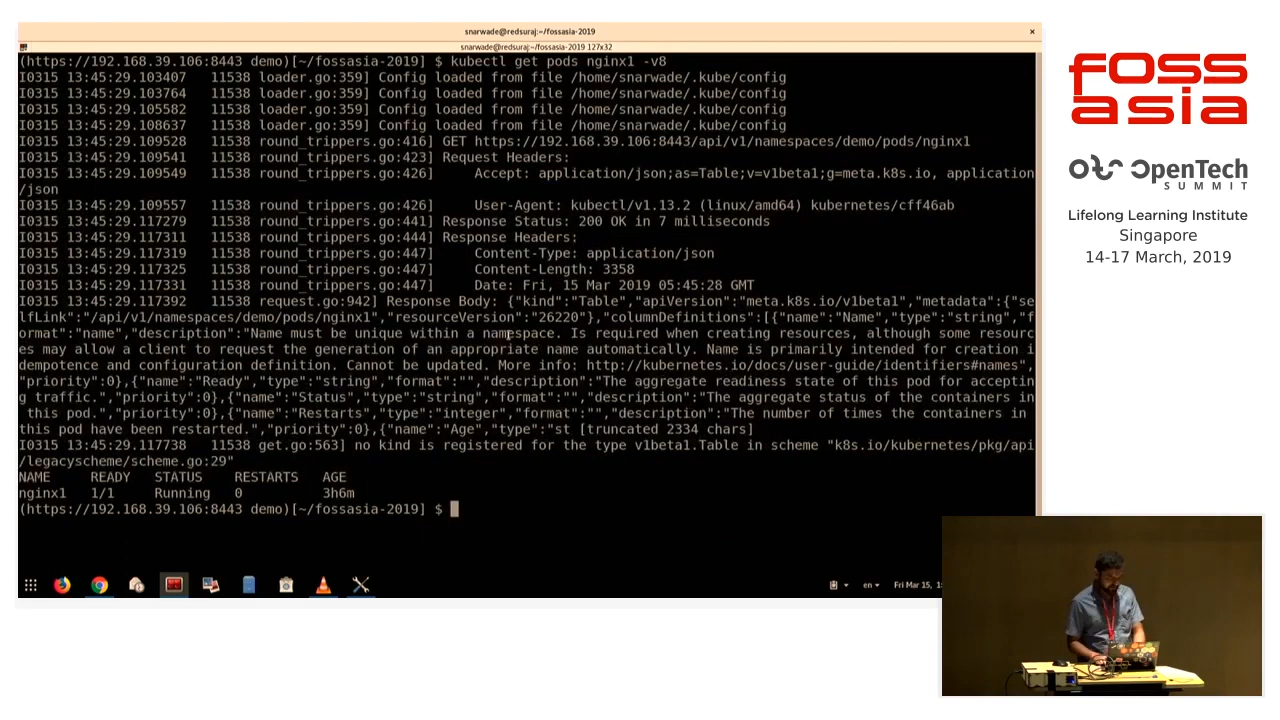 snarwade@redsuraj:~/fossasia-2019
snarwade@redsuraj:~/fossasia-2019 127x32
(https://192.168.39.106:8443 demo)[~/fossasia-2019] $ kubectl get pods nginx1 -v8
I0315 13:45:29.103407   11538 loader.go:359] Config loaded from file /home/snarwade/.kube/config
I0315 13:45:29.103764   11538 loader.go:359] Config loaded from file /home/snarwade/.kube/config
I0315 13:45:29.105582   11538 loader.go:359] Config loaded from file /home/snarwade/.kube/config
I0315 13:45:29.108637   11538 loader.go:359] Config loaded from file /home/snarwade/.kube/config
I0315 13:45:29.109528   11538 round_trippers.go:416] GET https://192.168.39.106:8443/api/v1/namespaces/demo/pods/nginx1
I0315 13:45:29.109541   11538 round_trippers.go:423] Request Headers:
I0315 13:45:29.109549   11538 round_trippers.go:426]     Accept: application/json;as=Table;v=v1beta1;g=meta.k8s.io, application
/json
I0315 13:45:29.109557   11538 round_trippers.go:426]     User-Agent: kubectl/v1.13.2 (linux/amd64) kubernetes/cff46ab
I0315 13:45:29.117279   11538 round_trippers.go:441] Response Status: 200 OK in 7 milliseconds
I0315 13:45:29.117311   11538 round_trippers.go:444] Response Headers:
I0315 13:45:29.117319   11538 round_trippers.go:447]     Content-Type: application/json
I0315 13:45:29.117325   11538 round_trippers.go:447]     Content-Length: 3358
I0315 13:45:29.117331   11538 round_trippers.go:447]     Date: Fri, 15 Mar 2019 05:45:28 GMT
I0315 13:45:29.117392   11538 request.go:942] Response Body: {"kind":"Table","apiVersion":"meta.k8s.io/v1beta1","metadata":{"se
lfLink":"/api/v1/namespaces/demo/pods/nginx1","resourceVersion":"26220"},"columnDefinitions":[{"name":"Name","type":"string","f
ormat":"name","description":"Name must be unique within a namespace. Is required when creating resources, although some resourc
es may allow a client to request the generation of an appropriate name automatically. Name is primarily intended for creation i
dempotence and configuration definition. Cannot be updated. More info: http://kubernetes.io/docs/user-guide/identifiers#names",
"priority":0},{"name":"Ready","type":"string","format":"","description":"The aggregate readiness state of this pod for acceptin
g traffic.","priority":0},{"name":"Status","type":"string","format":"","description":"The aggregate status of the containers in
 this pod.","priority":0},{"name":"Restarts","type":"integer","format":"","description":"The number of times the containers in
this pod have been restarted.","priority":0},{"name":"Age","type":"st [truncated 2334 chars]
I0315 13:45:29.117738   11538 get.go:563] no kind is registered for the type v1beta1.Table in scheme "k8s.io/kubernetes/pkg/api
/legacyscheme/scheme.go:29"
NAME     READY   STATUS    RESTARTS   AGE
nginx1   1/1     Running   0          3h6m
(https://192.168.39.106:8443 demo)[~/fossasia-2019] $
en
Fri Mar 15,
FOSS
asia
OpenTech
SUMMIT
Lifelong Learning Institute
Singapore
14-17 March, 2019